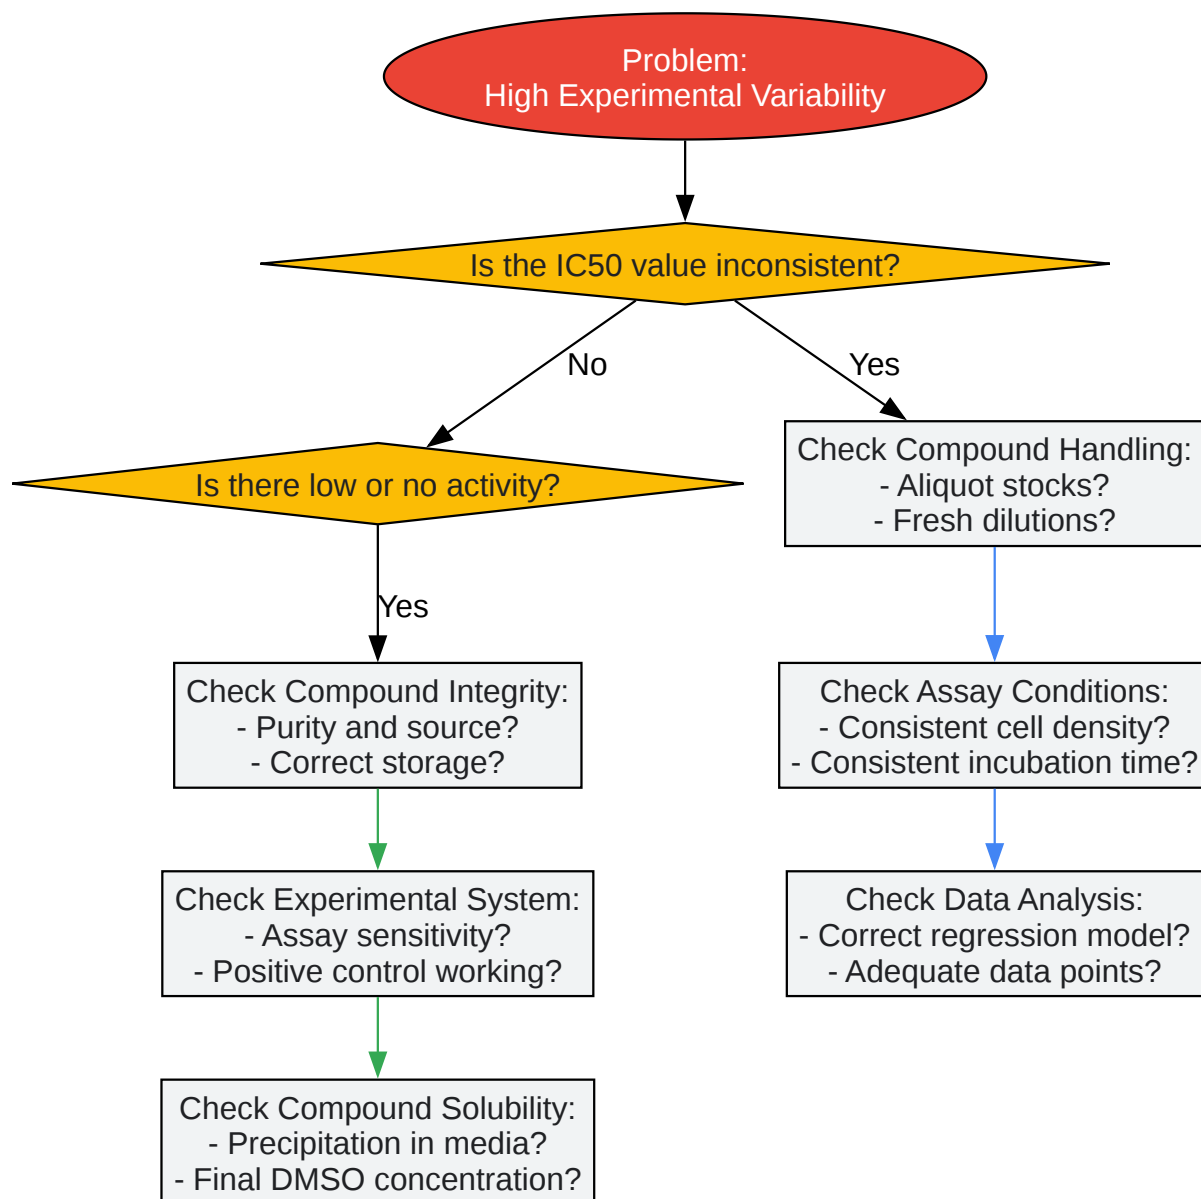 Problem:
High Experimental Variability
Is the IC50 value inconsistent?
No
Yes
Is there low or no activity?
Check Compound Handling:
- Aliquot stocks?
- Fresh dilutions?
Yes
Check Compound Integrity:
- Purity and source?
- Correct storage?
Check Assay Conditions:
- Consistent cell density?
- Consistent incubation time?
Check Experimental System:
- Assay sensitivity?
- Positive control working?
Check Data Analysis:
- Correct regression model?
- Adequate data points?
Check Compound Solubility:
- Precipitation in media?
- Final DMSO concentration?